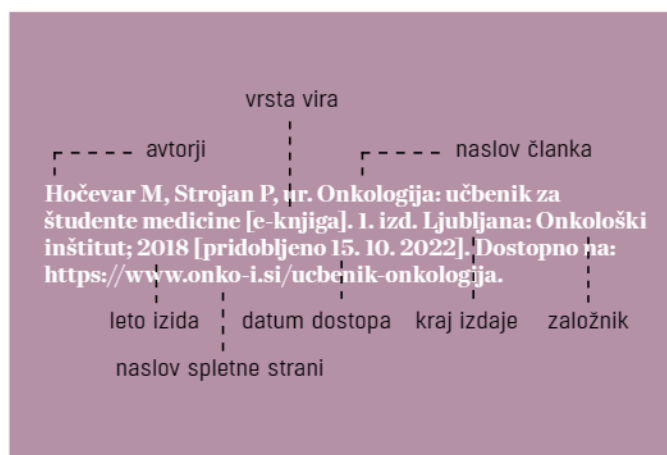 vrsta vira
avtorji
naslov članka
Hočevar M, Strojan P, ur. Onkologija: učbenik za
študente medicine [e-knjiga]. 1. izd. Ljubljana: Onkološki
inštitut; 2018 [pridobljeno 15. 10. 2022]. Dostopno na:
https://www.onko-i.si/ucbenik-onkologija.
leto izida
datum dostopa
kraj izdaje
založnik
naslov spletne strani